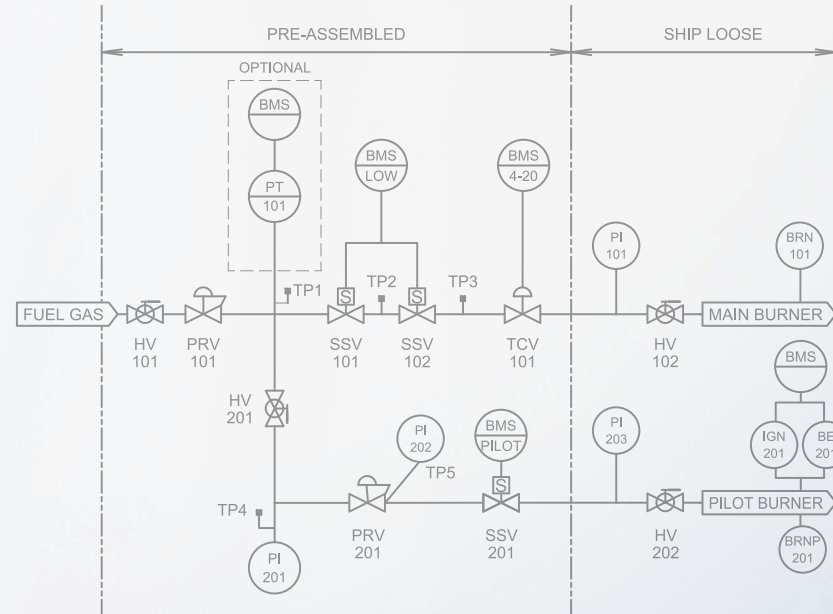 PRE-ASSEMBLED
SHIP LOOSE
OPTIONAL
BMS
PT
101
BMS
LOW
BMS
4-20
PI
101
BRN
101
TP1
TP2
TP3
S
S
FUEL GAS
MAIN BURNER
HV
101
PRV
101
SSV
101
SSV
102
TCV
101
HV
102
HV
201
PI
202
TP5
BMS
PILOT
S
PI
203
BMS
IGN
201
BE
201
TP4
PILOT BURNER
PI
201
PRV
201
SSV
201
HV
202
BRNP
201